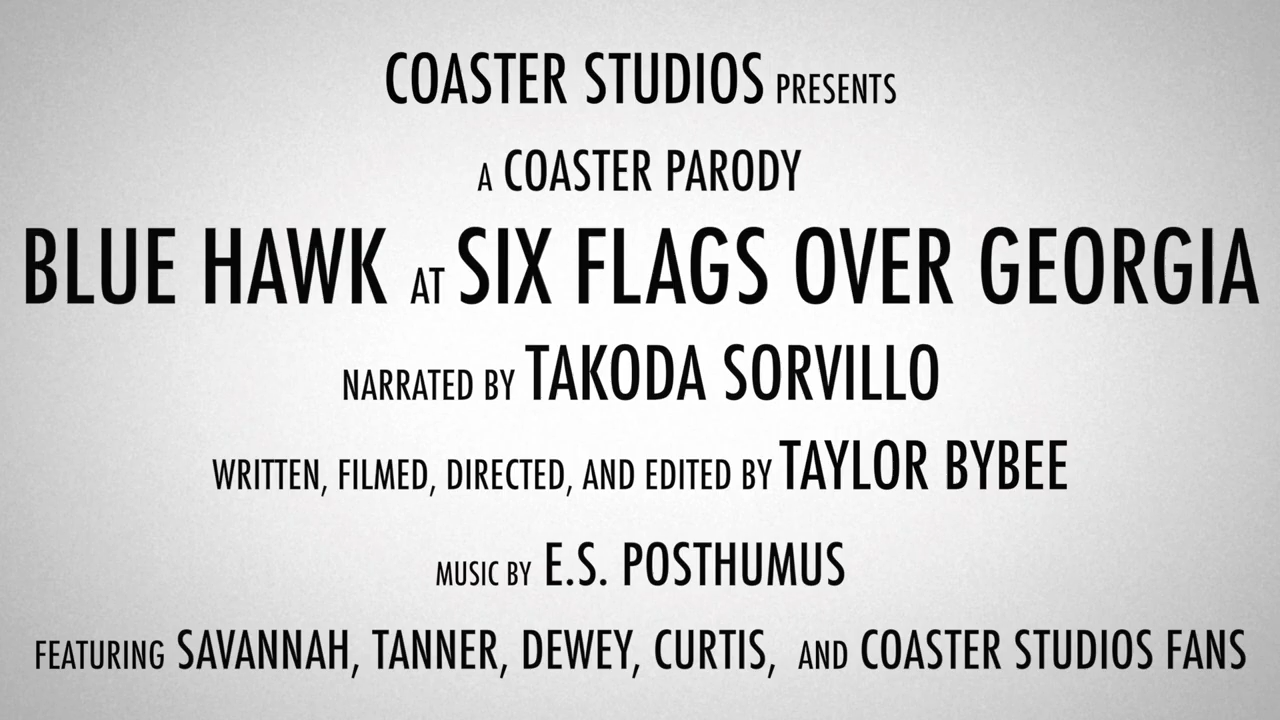 COASTER STUDIOS PRESENTS
A COASTER PARODY
BLUE HAWK AT SIX FLAGS OVER GEORGIA
NARRATED BY TAKODA SORVILLO
WRITTEN, FILMED, DIRECTED, AND EDITED BY TAYLOR BYBEE
MUSIC BY E.S. POSTHUMUS
FEATURING SAVANNAH, TANNER, DEWEY, CURTIS, AND COASTER STUDIOS FANS